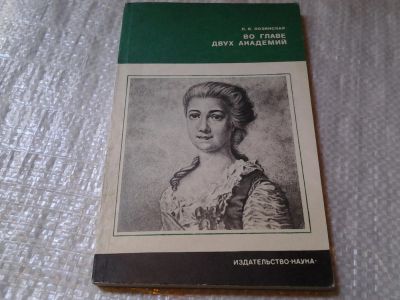 Л. Я. ЛОЗИНСКАЯ
ВО ГЛАВЕ
ДВУХ АКАДЕМИЙ
ИЗДАТЕЛЬСТВО «НАУКА»